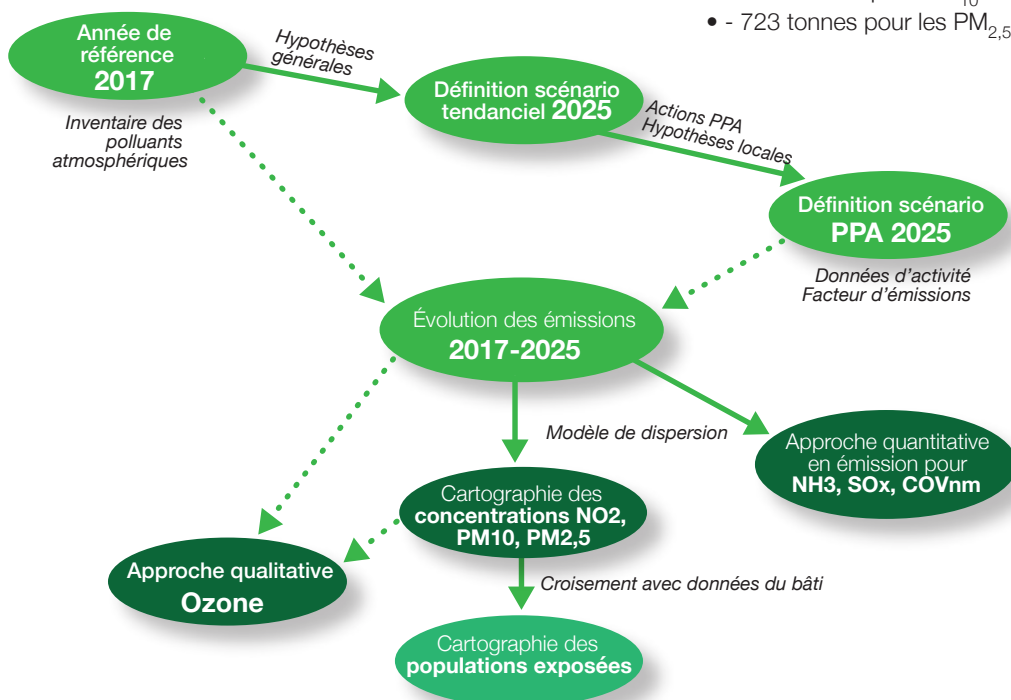 10
• - 723 tonnes pour les PM2,5
Année de
référence
2017
Hypothèses
générales
Définition scénario
tendanciel 2025
Actions PPA
Hypothèses locales
Inventaire des
polluants
atmosphériques
Définition scénario
PPA 2025
Données d'activité
Facteur d'émissions
Évolution des émissions
2017-2025
Modèle de dispersion
Approche quantitative
en émission pour
NH3, SOx, COVnm
Cartographie des
concentrations NO2,
PM10, PM2,5
Approche qualitative
Ozone
Croisement avec données du bâti
Cartographie des
populations exposées